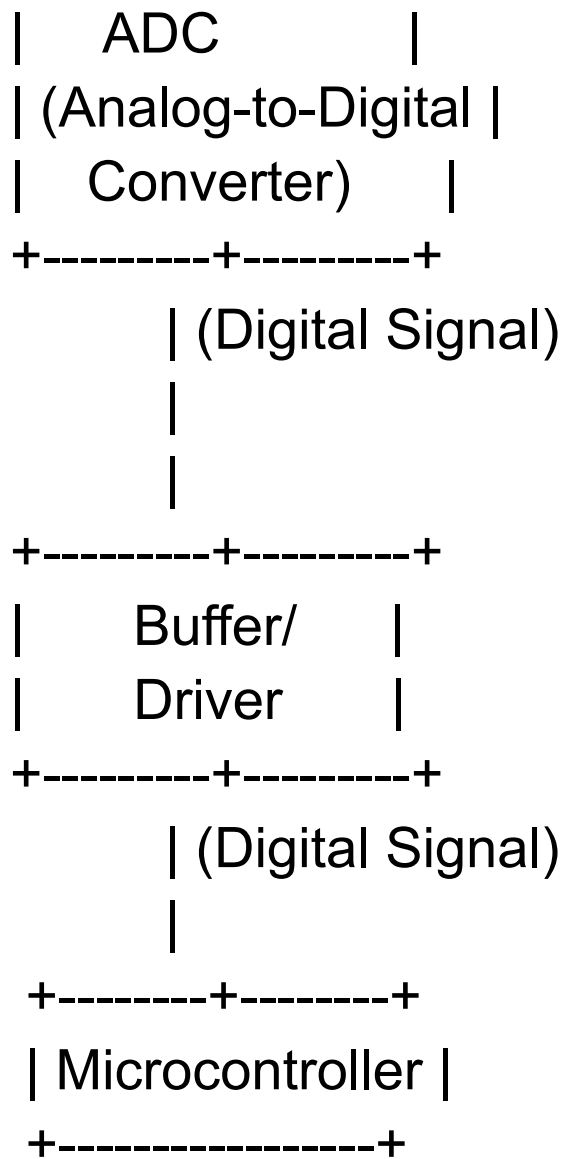 |     ADC           |
| (Analog-to-Digital |
|    Converter)      |
+---------+---------+
          | (Digital Signal)
          |
          |
+---------+---------+
|       Buffer/      |
|       Driver       |
+---------+---------+
          | (Digital Signal)
          |
 +--------+--------+
 | Microcontroller |
 +-----------------+